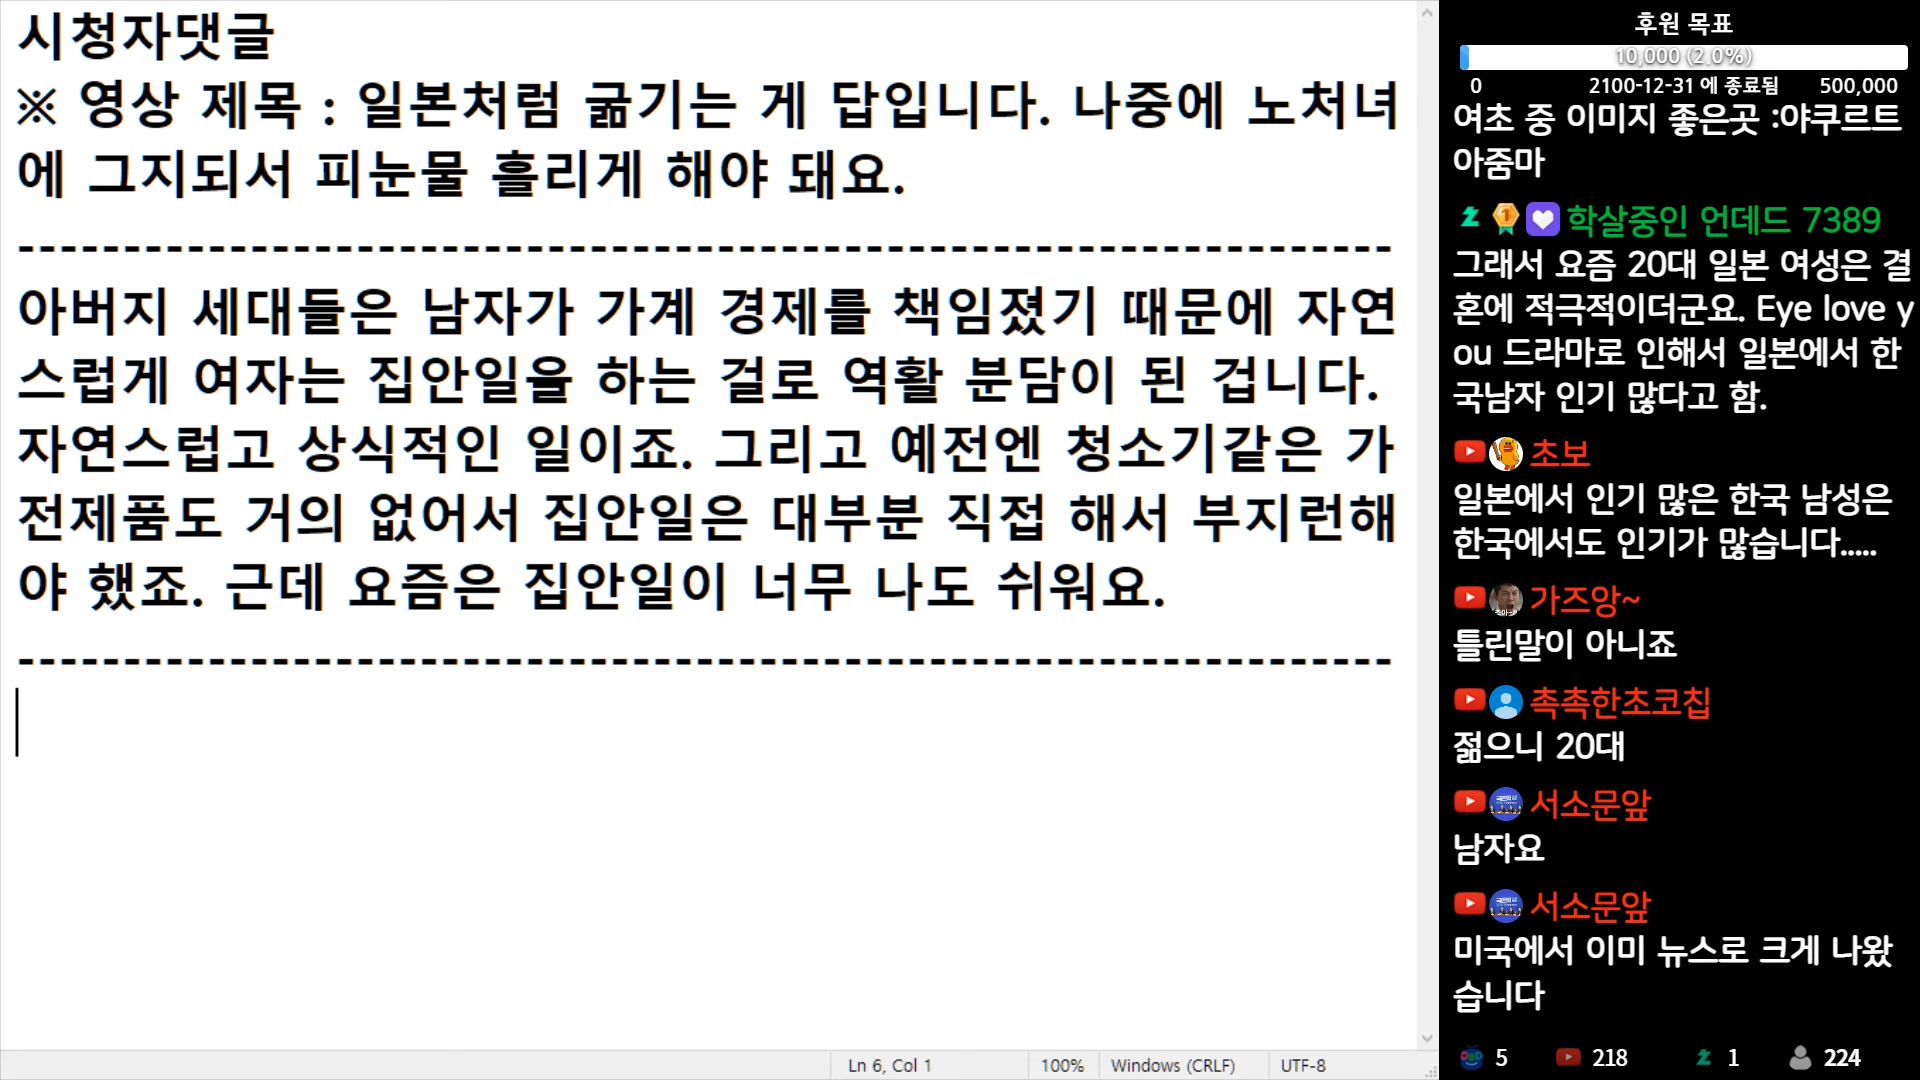 시청자댓글
※ 영상 제목 : 일본처럼 굶기는 게 답입니다. 나중에 노처녀
에 그지되서 피눈물 흘리게 해야 돼요.
-----------------------------------------------------------------
아버지 세대들은 남자가 가계 경제를 책임졌기 때문에 자연
스럽게 여자는 집안일을 하는 걸로 역활 분담이 된 겁니다.
자연스럽고 상식적인 일이죠. 그리고 예전엔 청소기같은 가
전제품도 거의 없어서 집안일은 대부분 직접 해서 부지런해
야 했죠. 근데 요즘은 집안일이 너무 나도 쉬워요.
-----------------------------------------------------------------
Ln 6, Col 1
100%
Windows (CRLF)
UTF-8
후원 목표
10,000 (2.0%)
0 2100-12-31 에 종료됨 500,000
여초 중 이미지 좋은곳 :야쿠르트
아줌마
학살중인 언데드 7389
그래서 요즘 20대 일본 여성은 결
혼에 적극적이더군요. Eye love y
ou 드라마로 인해서 일본에서 한
국남자 인기 많다고 함.
초보
일본에서 인기 많은 한국 남성은
한국에서도 인기가 많습니다.....
가즈앙~
틀린말이 아니죠
촉촉한초코칩
젊으니 20대
서소문앞
남자요
서소문앞
미국에서 이미 뉴스로 크게 나왔
습니다
5 218 1 224